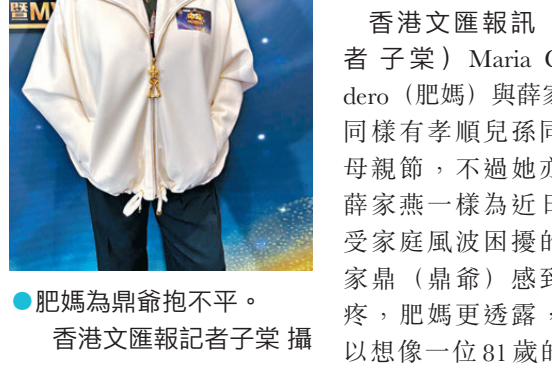 暨MV
●肥媽為鼎爺抱不平。
香港文匯報記者子棠 攝
香港文匯報訊
者 子棠） Maria C
dero（肥媽）與薛家
同樣有孝順兒孫同
母親節，不過她亦
薛家燕一樣為近日
受家庭風波困擾的
家鼎（鼎爺）感到
疼，肥媽更透露，
以想像一位81歲的